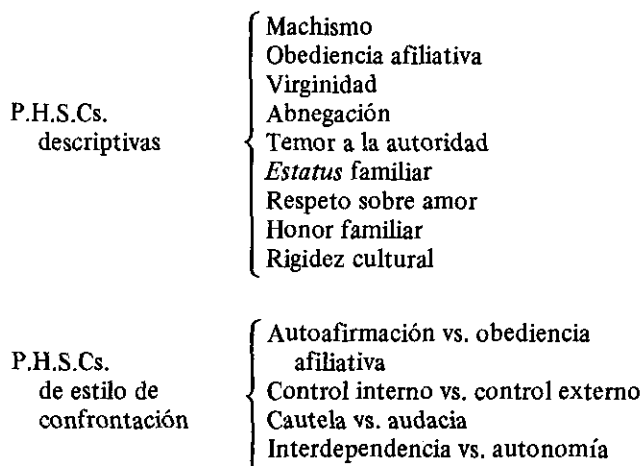 P.H.S.Cs.
descriptivas
Machismo
Obediencia afiliativa
Virginidad
Abnegación
Temor a la autoridad
Estatus familiar
Respeto sobre amor
Honor familiar
Rigidez cultural
P.H.S.Cs.
de estilo de
confrontación
Autoafirmación vs. obediencia
afiliativa
Control interno vs. control externo
Cautela vs. audacia
Interdependencia vs. autonomía